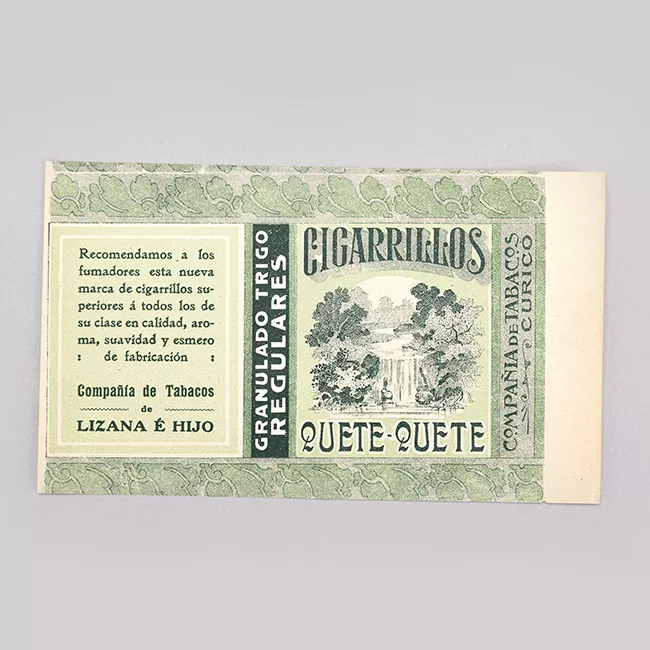 Recomendamos a los
fumadores esta nueva
marca de cigarrillos su-
periores á todos los de
su clase en calidad, aro-
ma, suavidad y esmero
: de fabricación :
Compañía de Tabacos
de
LIZANA É HIJO
GRANULADO TRIGO
REGULARES
CIGARRILLOS
QUETE-QUETE
COMPAÑIA DE TABACOS
CURICO